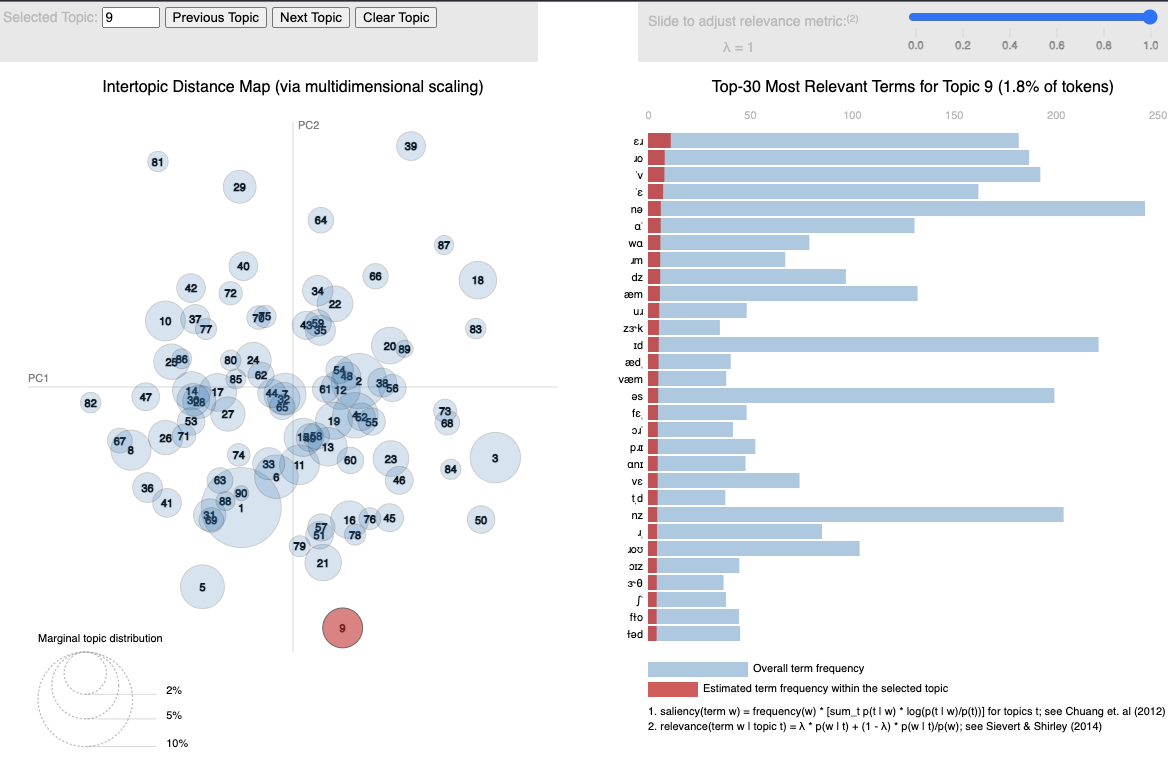 Selected Topic: 9 Previous Topic Next Topic Clear Topic
Slide to adjust relevance metric:(2)
λ = 1
0.0 0.2 0.4 0.6 0.8 1.0
Intertopic Distance Map (via multidimensional scaling)
PC2
PC1
39
81
29
64
87
40
66
18
42
72
34
22
10
37
77
75
43
59
35
83
20
89
25
86
80
24
62
85
54
48
2
38
56
61
12
47
82
14
28
17
44
7
32
65
27
53
19
4
52
55
73
68
67
8
26
71
58
13
74
33
6
11
60
23
46
84
3
36
41
63
88
90
1
31
69
57
51
16
76
45
78
50
79
21
5
9
Marginal topic distribution
2%
5%
10%
Top-30 Most Relevant Terms for Topic 9 (1.8% of tokens)
0 50 100 150 200 250
ɛɹ
ɹo
ˈv
ˈɛ
nə
ɑˈ
wɑ
ɹm
dz
æm
uɹ
zɝk
ɪd
væm
əs
pɹɪ
ɑnɪ
vɛ
nz
ɹoʊ
ɔɪz
ɝθ
Overall term frequency
Estimated term frequency within the selected topic
1. saliency(term w) = frequency(w) * [sum_t p(t | w) * log(p(t | w)/p(t))] for topics t; see Chuang et. al (2012)
2. relevance(term w | topic t) = λ * p(w | t) + (1 - λ) * p(w | t)/p(w); see Sievert & Shirley (2014)